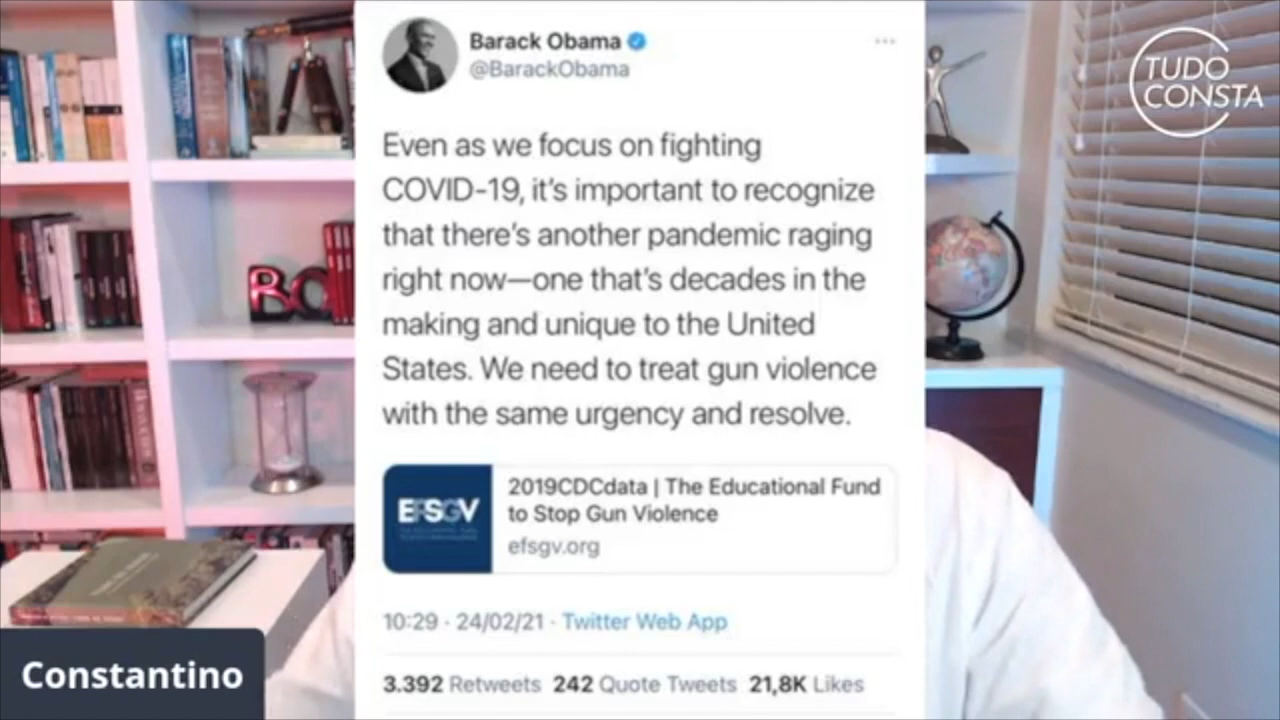 Barack Obama
@BarackObama
TUDO
CONSTA
Even as we focus on fighting
COVID-19, it's important to recognize
that there's another pandemic raging
right now—one that's decades in the
making and unique to the United
States. We need to treat gun violence
with the same urgency and resolve.
EFSGV
2019CDCdata | The Educational Fund
to Stop Gun Violence
efsgv.org
10:29 · 24/02/21 · Twitter Web App
3.392 Retweets 242 Quote Tweets 21,8K Likes
Constantino